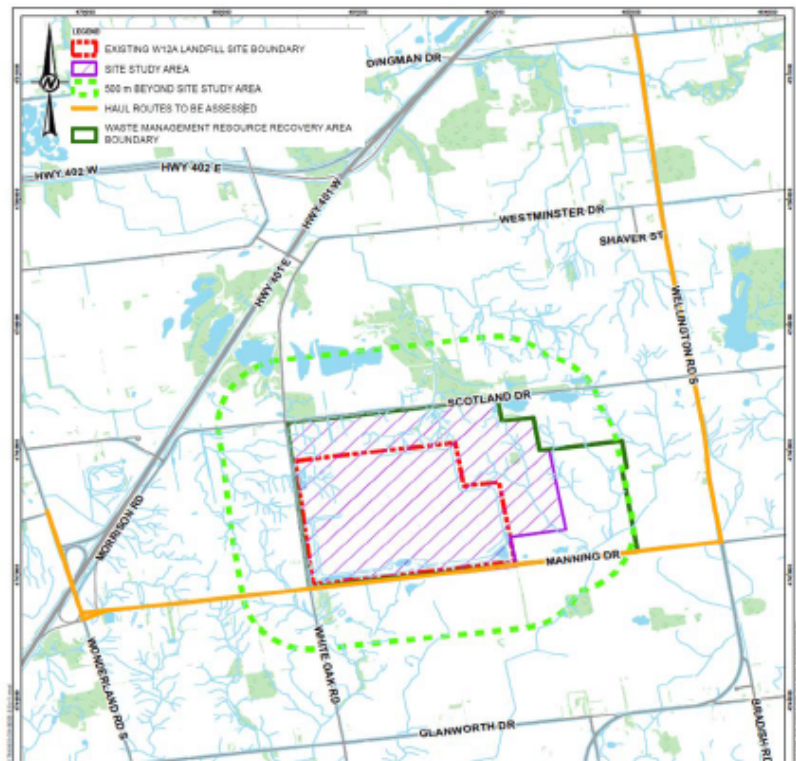 LEGEND
EXISTING W12A LANDFILL SITE BOUNDARY
SITE STUDY AREA
500 m BEYOND SITE STUDY AREA
HAUL ROUTES TO BE ASSESSED
WASTE MANAGEMENT RESOURCE RECOVERY AREA
BOUNDARY
N
DINGMAN DR
HWY 402 W
HWY 402 E
HWY 401 W
WESTMINSTER DR
SHAVER ST
HWY 401 E
WELLINGTON RD S
SCOTLAND DR
MORRISON RD
MANNING DR
WONDERLAND RD S
WHITE OAK RD
GLANWORTH DR
BRADISH RD